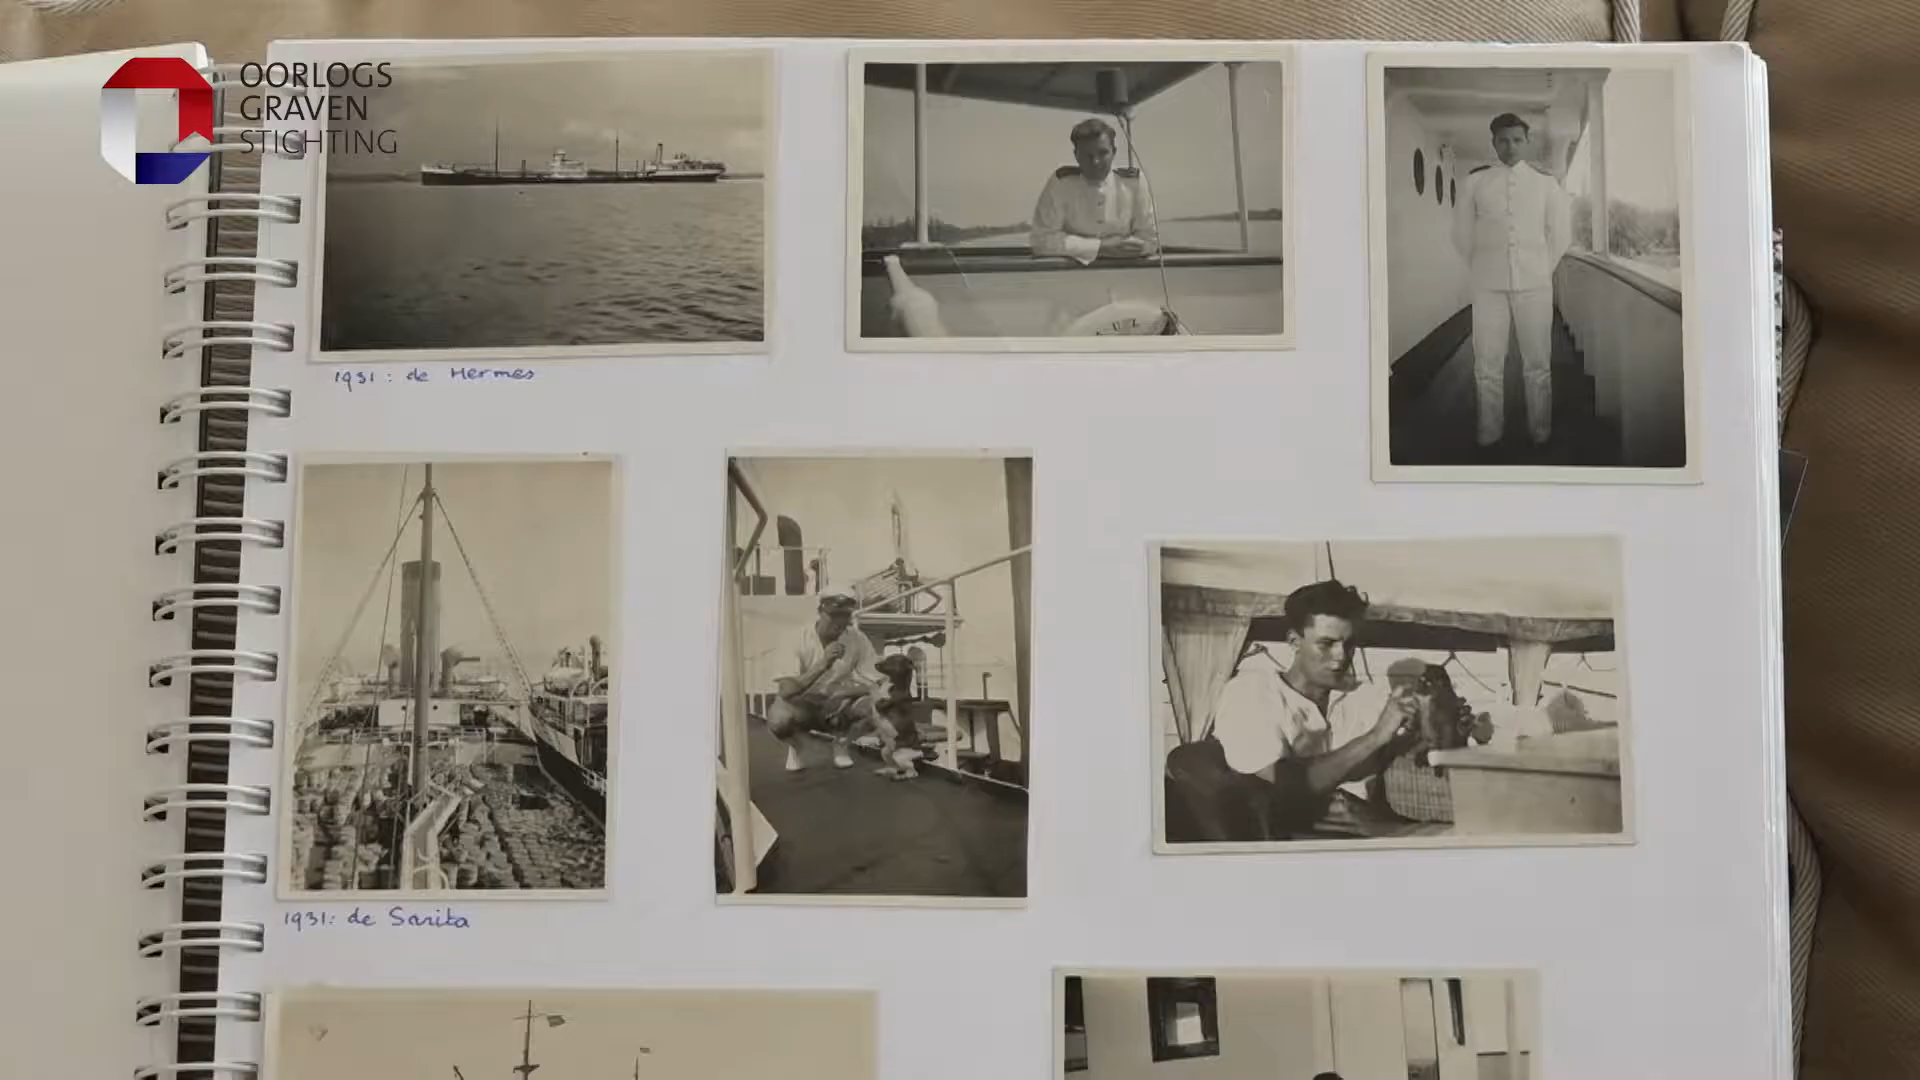 OORLOGS
GRAVEN
STICHTING
1931: de Hermes
1931: de Sarita